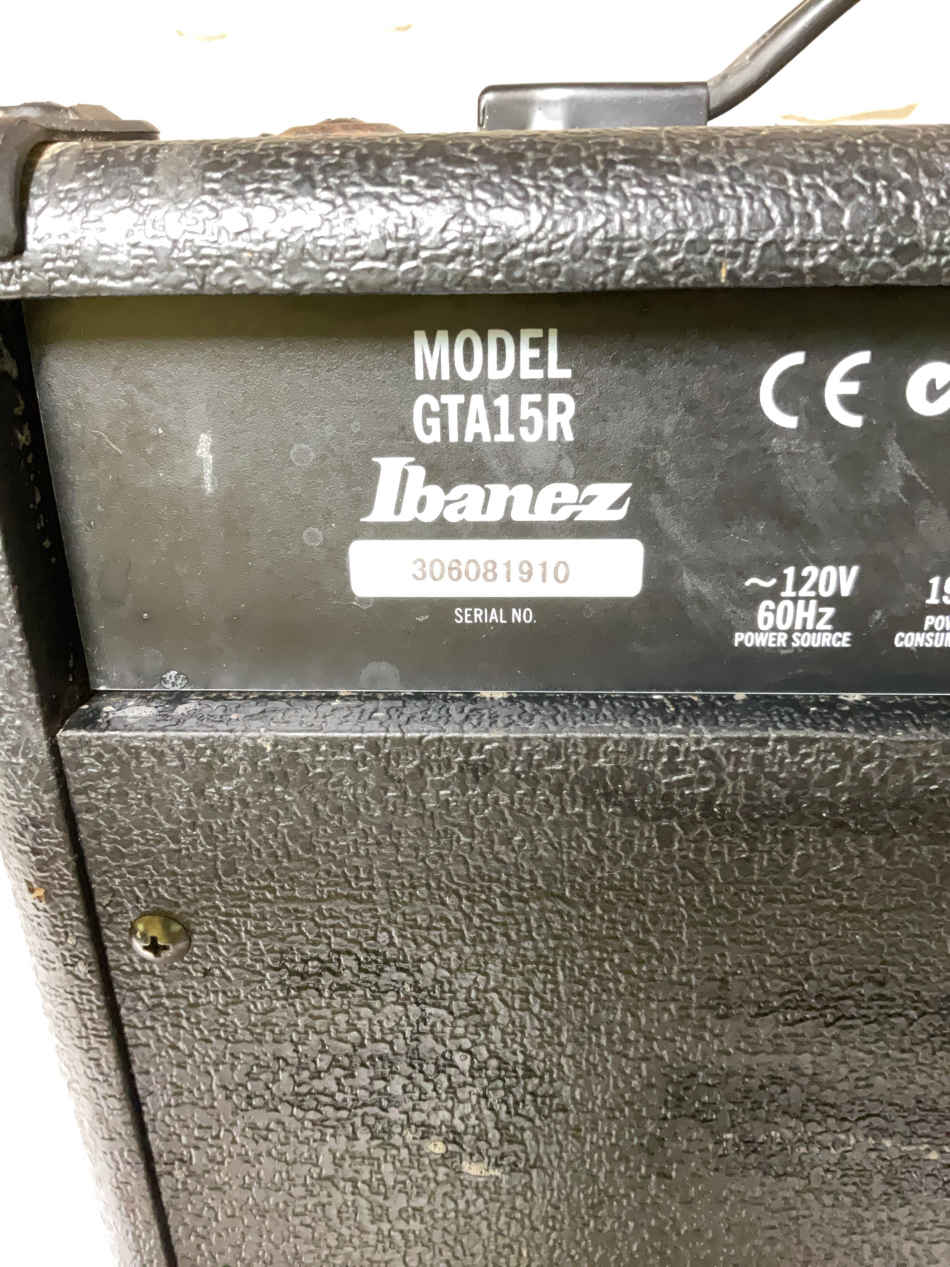 MODEL
GTA15R
Ibanez
306081910
SERIAL NO.
CE
~120V
60Hz
POWER SOURCE